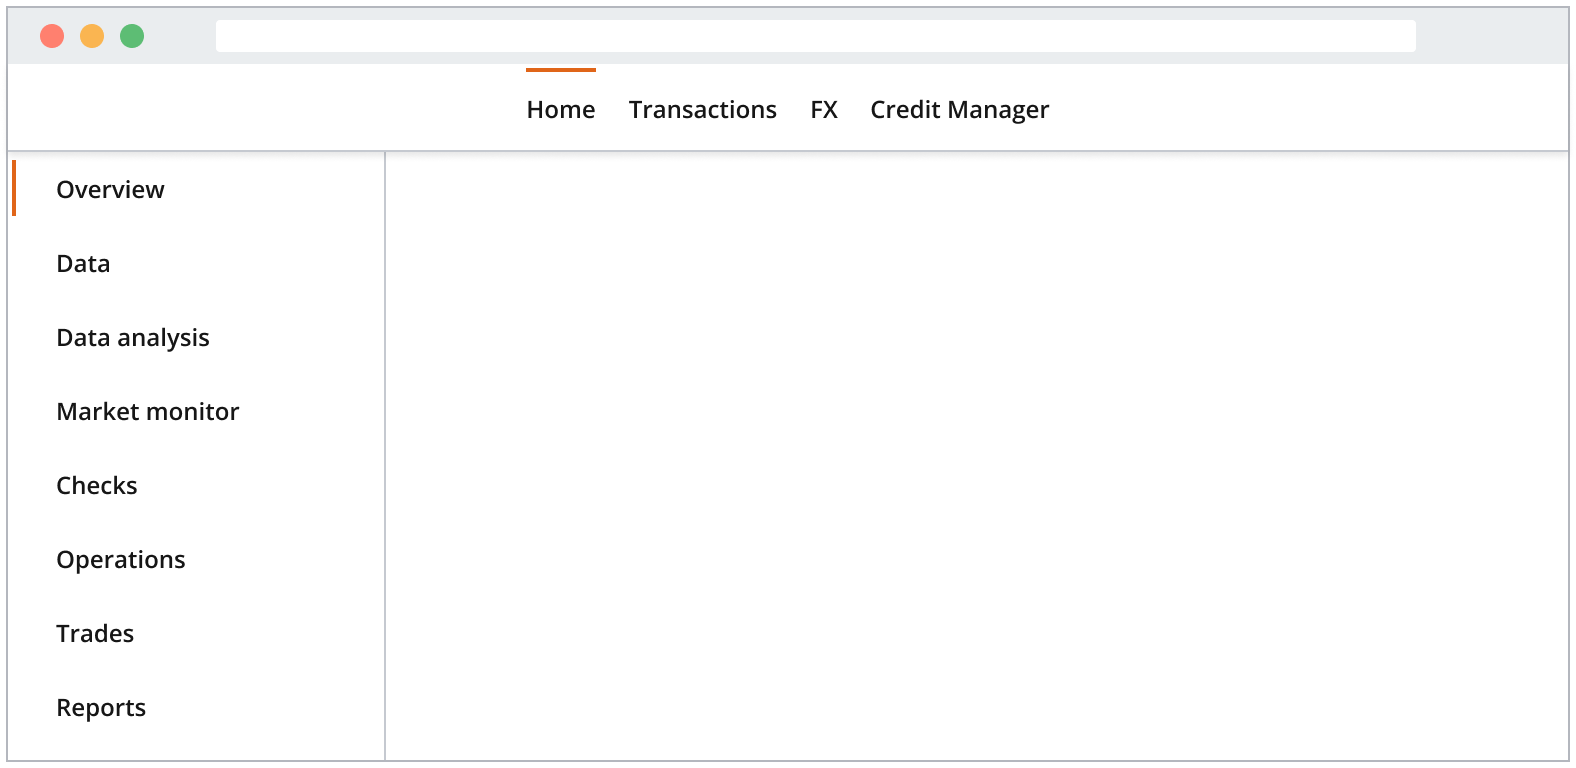 Home Transactions FX Credit Manager
Overview
Data
Data analysis
Market monitor
Checks
Operations
Trades
Reports